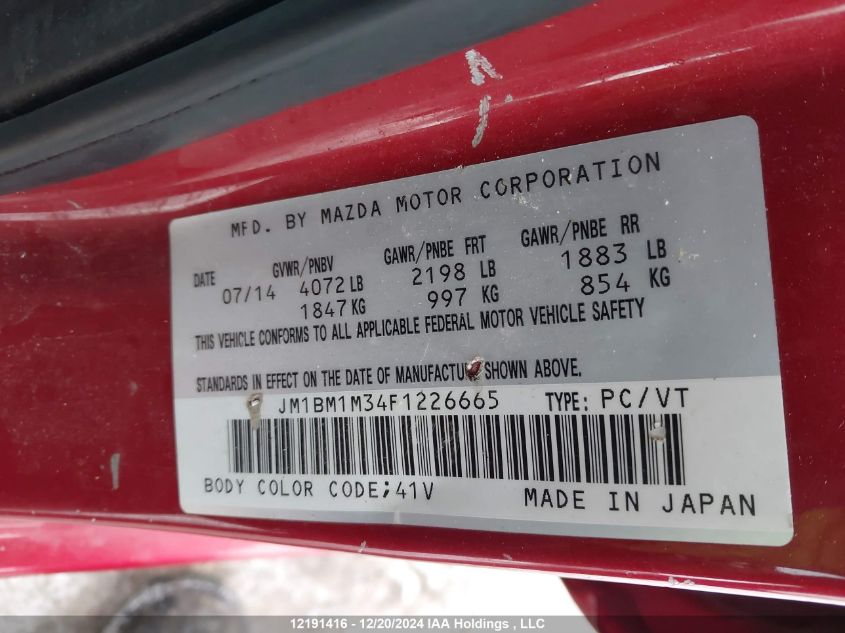 MFD. BY MAZDA MOTOR CORPORATION
DATE GVWR/PNBV GAWR/PNBE FRT GAWR/PNBE RR
07/14 4072 LB 2198 LB 1883 LB
1847 KG 997 KG 854 KG
THIS VEHICLE CONFORMS TO ALL APPLICABLE FEDERAL MOTOR VEHICLE SAFETY
STANDARDS IN EFFECT ON THE DATE OF MANUFACTU SHOWN ABOVE.
JM1BM1M34F1226665 TYPE: PC/VT
BODY COLOR CODE;41V MADE IN JAPAN
12191416 - 12/20/2024 IAA Holdings , LLC